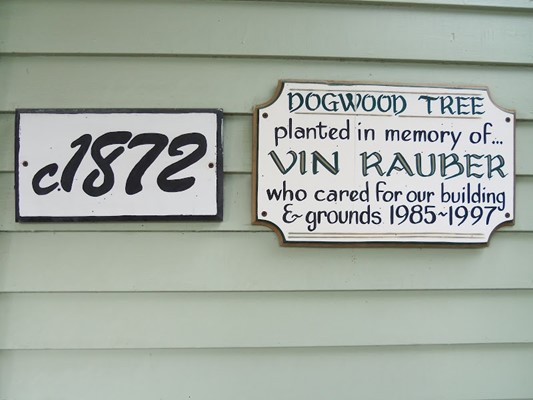 c.1872
DOGWOOD TREE
planted in memory of...
VIN RAUBER
who cared for our building
& grounds 1985~1997